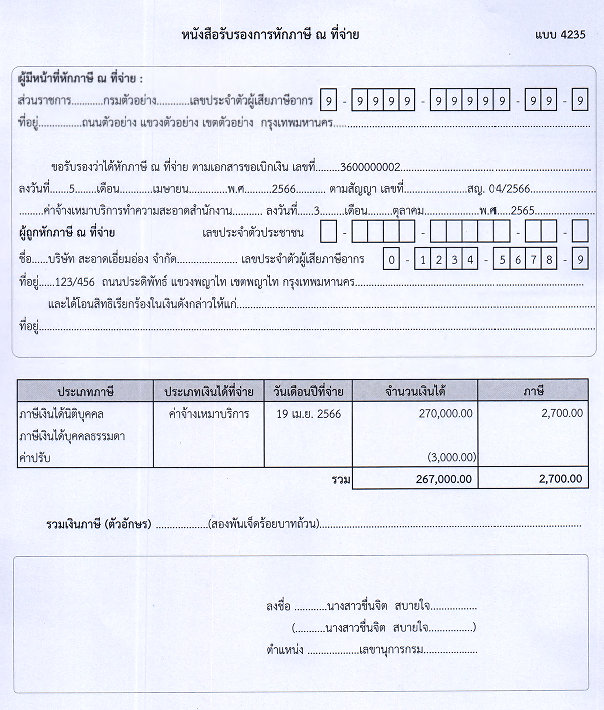 หนังสือรับรองการหักภาษี ณ ที่จ่าย แบบ 4235
ผู้มีหน้าที่หักภาษี ณ ที่จ่าย :
ส่วนราชการ............กรมตัวอย่าง............เลขประจำตัวผู้เสียภาษีอากร 9 - 9 9 9 9 - 9 9 9 9 9 - 9 9 - 9
ที่อยู่................ถนนตัวอย่าง แขวงตัวอย่าง เขตตัวอย่าง กรุงเทพมหานคร....
ขอรับรองว่าได้หักภาษี ณ ที่จ่าย ตามเอกสารขอเบิกเงิน เลขที่.........3600000002....
ลงวันที่.......5.......เดือน...........เมษายน............พ.ศ.........2566.......... ตามสัญญา เลขที่....................สญ. 04/2566....
.........ค่าจ้างเหมาบริการทำความสะอาดสำนักงาน........... ลงวันที่.....3........เดือน.........ตุลาคม....................พ.ศ.....2565....
ผู้ถูกหักภาษี ณ ที่จ่าย เลขประจำตัวประชาชน - - - -
ชื่อ.....บริษัท สะอาดเอี่ยมอ่อง จำกัด..................... เลขประจำตัวผู้เสียภาษีอากร 0 - 1 2 3 4 - 5 6 7 8 - 9
ที่อยู่.....123/456 ถนนประดิพัทธ์ แขวงพญาไท เขตพญาไท กรุงเทพมหานคร....
และได้โอนสิทธิเรียกร้องในเงินดังกล่าวให้แก่....
ที่อยู่....
ประเภทภาษี ประเภทเงินได้ที่จ่าย วันเดือนปีที่จ่าย จำนวนเงินได้ ภาษี
ภาษีเงินได้นิติบุคคล ค่าจ้างเหมาบริการ 19 เม.ย. 2566 270,000.00 2,700.00
ภาษีเงินได้บุคคลธรรมดา
ค่าปรับ (3,000.00)
รวม 267,000.00 2,700.00
รวมเงินภาษี (ตัวอักษร) ..................(สองพันเจ็ดร้อยบาทถ้วน)....
ลงชื่อ ............นางสาวชื่นจิต สบายใจ................
(...........นางสาวชื่นจิต สบายใจ...............)
ตำแหน่ง ...................เลขานุการกรม....................